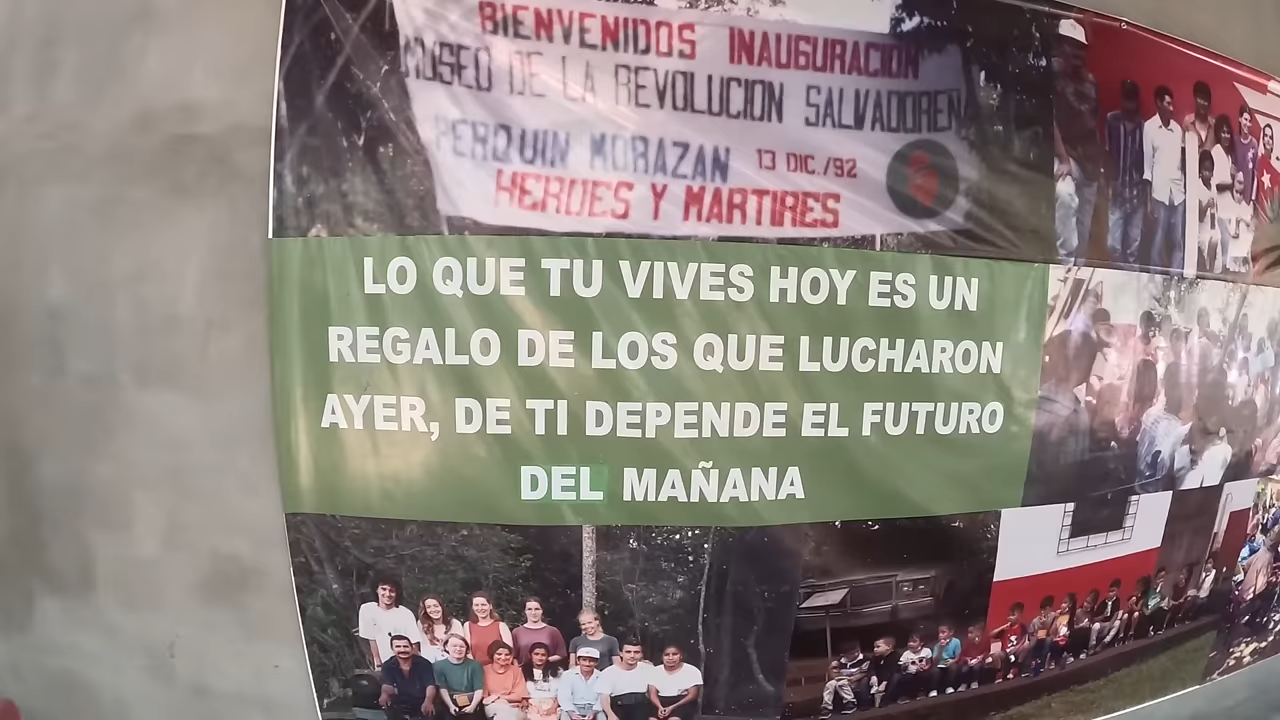 BIENVENIDOS INAUGURACION
MUSEO DE LA REVOLUCION SALVADOREN
PERQUIN MORAZAN 13 DIC./92
HEROES Y MARTIRES
LO QUE TU VIVES HOY ES UN
REGALO DE LOS QUE LUCHARON
AYER, DE TI DEPENDE EL FUTURO
DEL MAÑANA